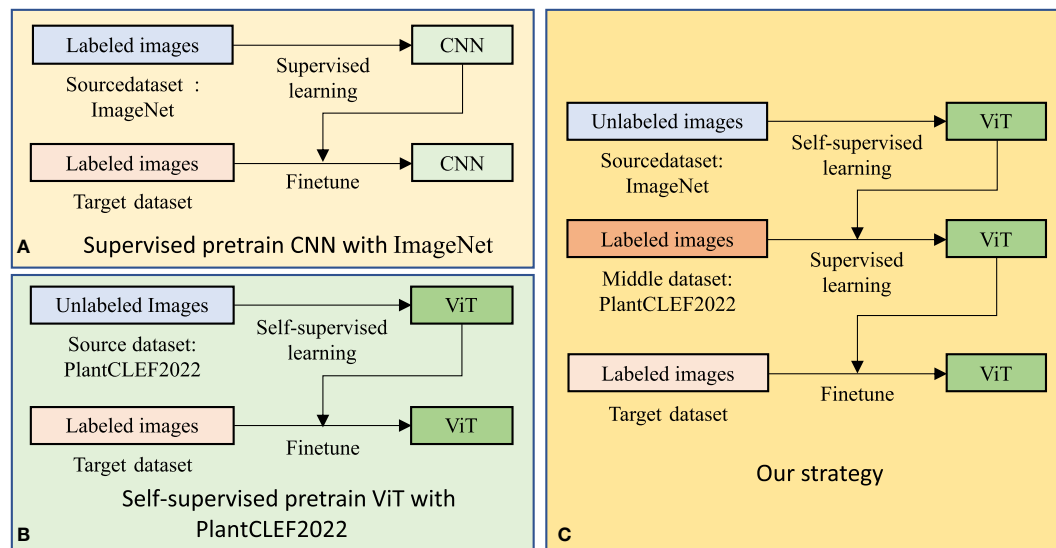 Labeled images
CNN
Supervised
learning
Sourcedataset :
ImageNet
Labeled images
CNN
Finetune
Target dataset
A
Supervised pretrain CNN with ImageNet
Unlabeled Images
ViT
Self-supervised
learning
Source dataset:
PlantCLEF2022
Labeled images
ViT
Finetune
Target dataset
Self-supervised pretrain ViT with
PlantCLEF2022
B
Unlabeled images
ViT
Self-supervised
learning
Sourcedataset:
ImageNet
Labeled images
ViT
Supervised
learning
Middle dataset:
PlantCLEF2022
Labeled images
ViT
Finetune
Target dataset
Our strategy
C